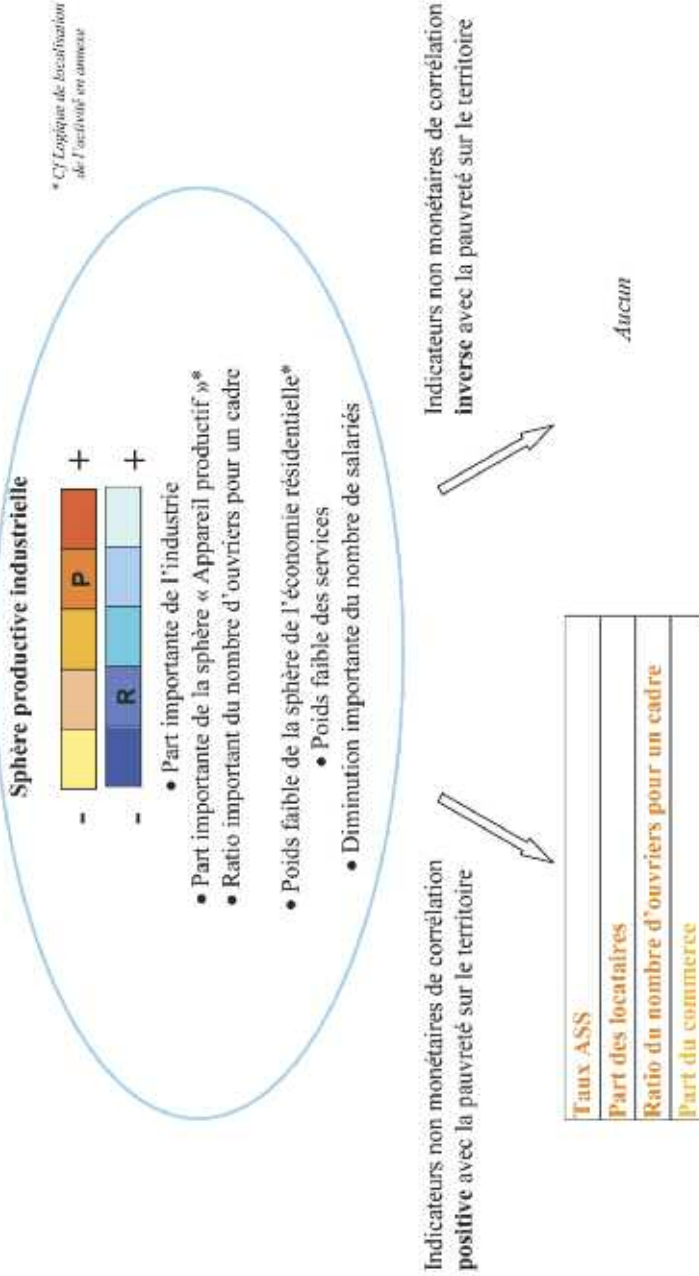 Sphère productive industrielle
* Cf Logique de localisation
de l'activité en annexe
- P +
- R +
• Part importante de l'industrie
• Part importante de la sphère « Appareil productif »*
• Ratio important du nombre d'ouvriers pour un cadre
• Poids faible de la sphère de l'économie résidentielle*
• Poids faible des services
• Diminution importante du nombre de salariés
Indicateurs non monétaires de corrélation
positive avec la pauvreté sur le territoire
Indicateurs non monétaires de corrélation
inverse avec la pauvreté sur le territoire
Taux ASS
Part des locataires
Ratio du nombre d'ouvriers pour un cadre
Part du commerce
Aucun